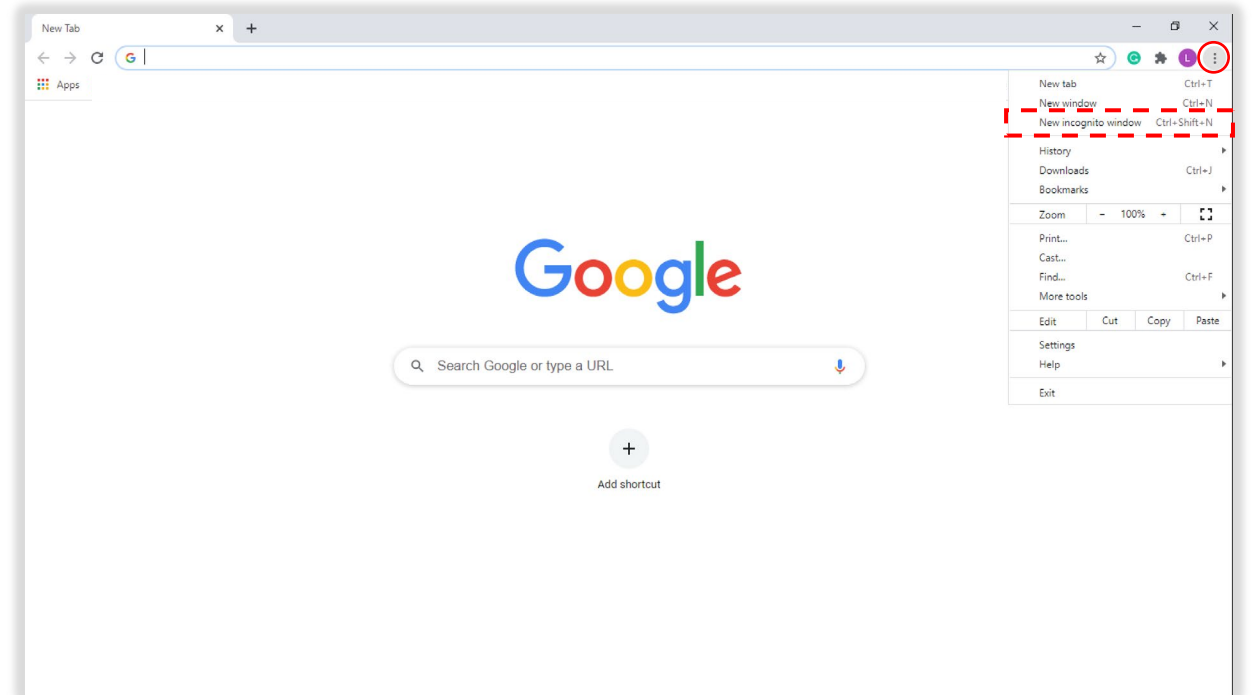 New Tab
Apps
L
New tab Ctrl+T
New window Ctrl+N
New incognito window Ctrl+Shift+N
History
Downloads Ctrl+J
Bookmarks
Zoom - 100% +
Print... Ctrl+P
Cast...
Find... Ctrl+F
More tools
Edit Cut Copy Paste
Settings
Help
Exit
Google
Search Google or type a URL
Add shortcut